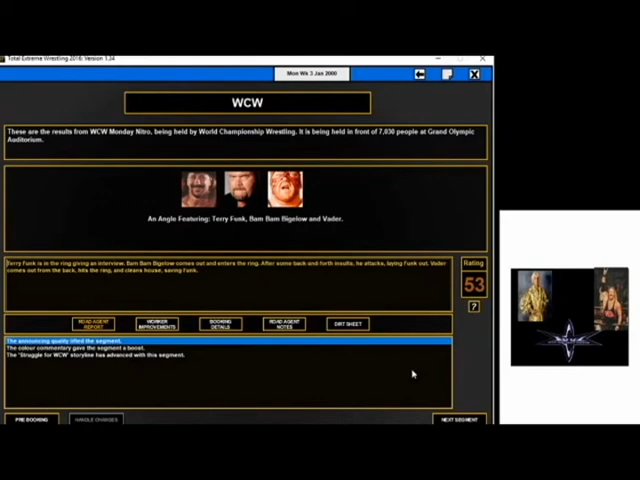 Total Extreme Wrestling 2016: Version 1.34
Mon Wk 3 Jan 2000
WCW
These are the results from WCW Monday Nitro, being held by World Championship Wrestling. It is being held in front of 7,030 people at Grand Olympic
Auditorium.
An Angle Featuring: Terry Funk, Bam Bam Bigelow and Vader.
Terry Funk is in the ring giving an interview. Bam Bam Bigelow comes out and enters the ring. After some back-and-forth insults, he attacks, laying Funk out. Vader
comes out from the back, hits the ring, and cleans house, saving Funk.
Rating
53
?
ROAD AGENT
REPORT
WORKER
IMPROVEMENTS
BOOKING
DETAILS
ROAD AGENT
NOTES
DIRT SHEET
The announcing quality lifted the segment.
The colour commentary gave the segment a boost.
The 'Struggle for WCW' storyline has advanced with this segment.
PRE BOOKING
HANDLE CHANGES
NEXT SEGMENT